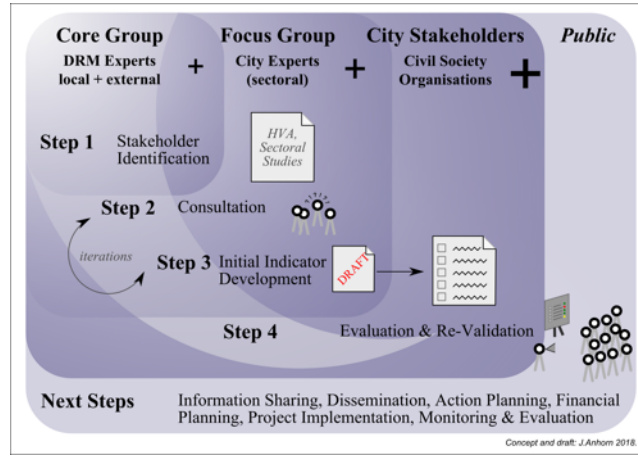 Core Group
DRM Experts
local + external
+
Focus Group
City Experts
(sectoral)
+
City Stakeholders
Civil Society
Organisations
+
Public
Step 1
Stakeholder
Identification
HVA,
Sectoral
Studies
Step 2
Consultation
iterations
Step 3
Initial Indicator
Development
DRAFT
Step 4
Evaluation & Re-Validation
Next Steps
Information Sharing, Dissemination, Action Planning, Financial
Planning, Project Implementation, Monitoring & Evaluation
Concept and draft: J.Anhorn 2018.